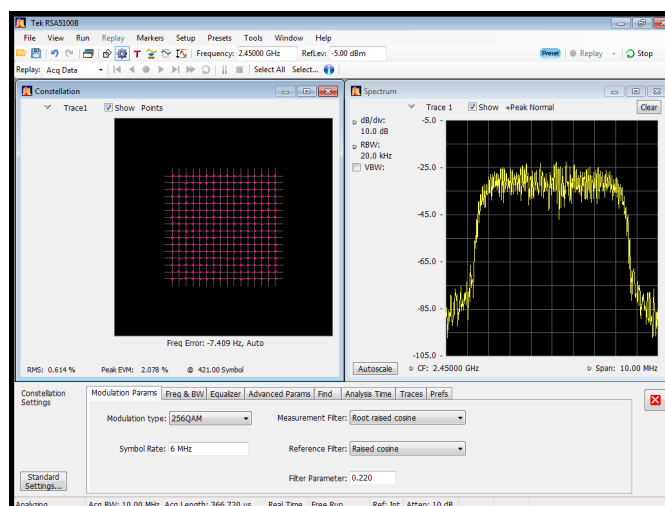 Tek RSA5100B
File View Run Replay Markers Setup Presets Tools Window Help
Frequency: 2.45000 GHz RefLev: -5.00 dBm Preset Replay Stop
Replay: Acq Data Select All Select...
Constellation
Trace1 Show Points
Freq Error: -7.409 Hz, Auto
RMS: 0.614 % Peak EVM: 2.078 % @ 421.00 Symbol
Spectrum
Trace 1 Show +Peak Normal Clear
dB/div:
10.0 dB
RBW:
20.0 kHz
VBW:
-5.0
-25.0
-45.0
-65.0
-85.0
-105.0
Autoscale CF: 2.45000 GHz Span: 10.00 MHz
Constellation
Settings
Modulation Params Freq & BW Equalizer Advanced Params Find Analysis Time Traces Prefs
Modulation type: 256QAM Measurement Filter: Root raised cosine
Symbol Rate: 6 MHz Reference Filter: Raised cosine
Filter Parameter: 0.220
Standard
Settings...
Analyzing Acq BW: 10.00 MHz, Acq Length: 366.720 us Real Time Free Run Ref: Int Atten: 10 dB